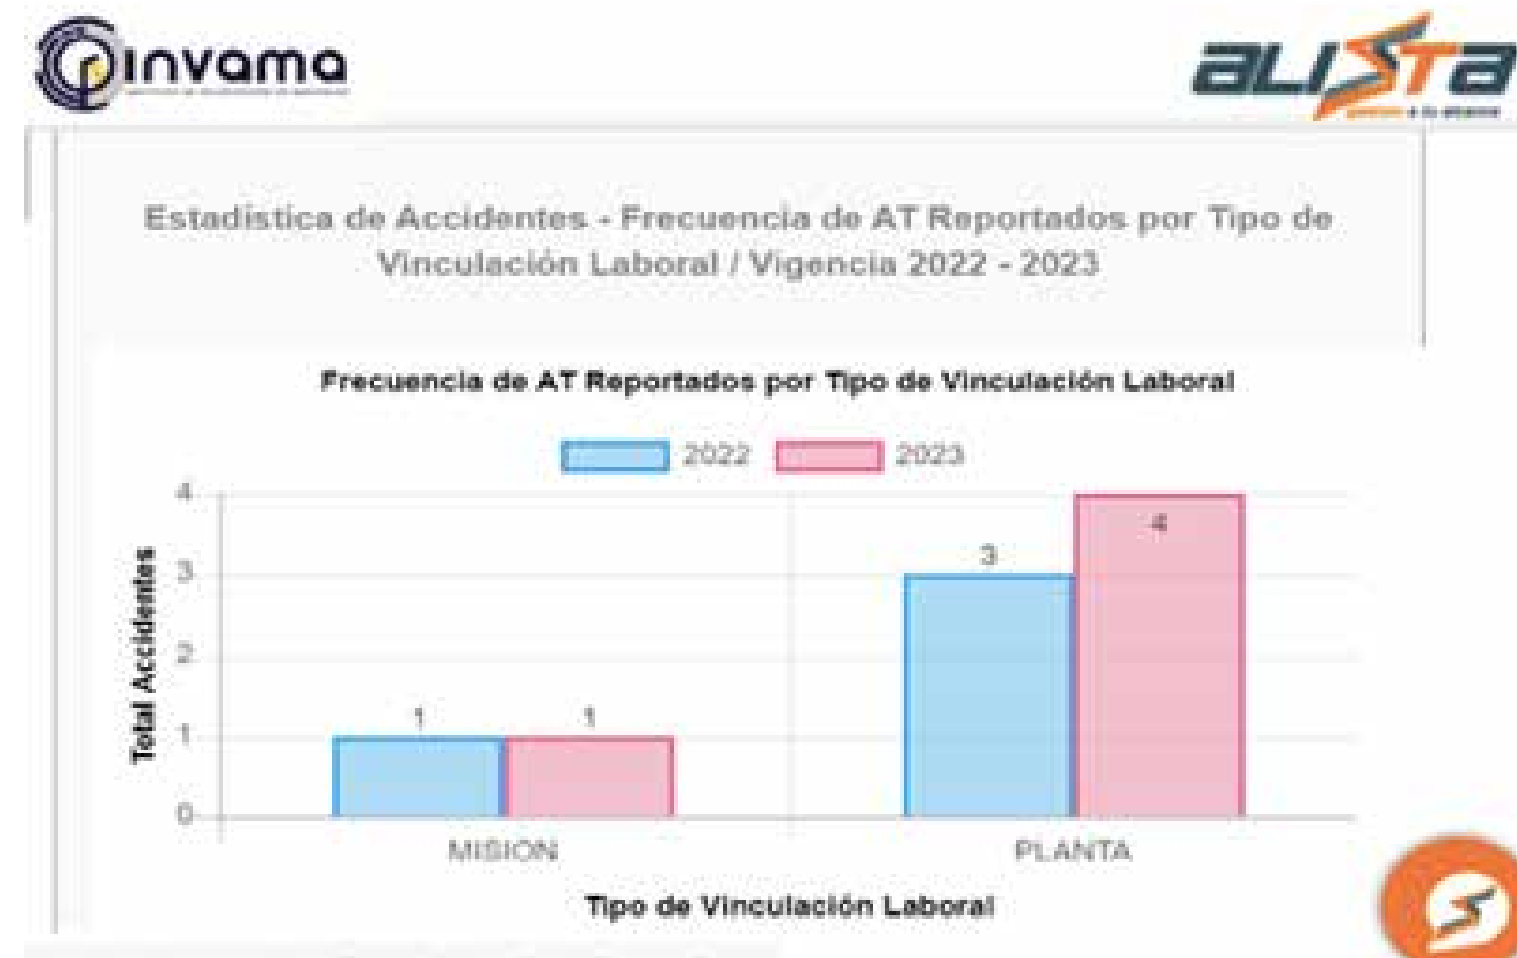 invama
aLISTa
a tu alcance
Estadística de Accidentes - Frecuencia de AT Reportados por Tipo de
Vinculación Laboral / Vigencia 2022 - 2023
Frecuencia de AT Reportados por Tipo de Vinculación Laboral
2022 2023
4
3
2
1
0
Total Accidentes
1 1 3 4
MISION PLANTA
Tipo de Vinculación Laboral